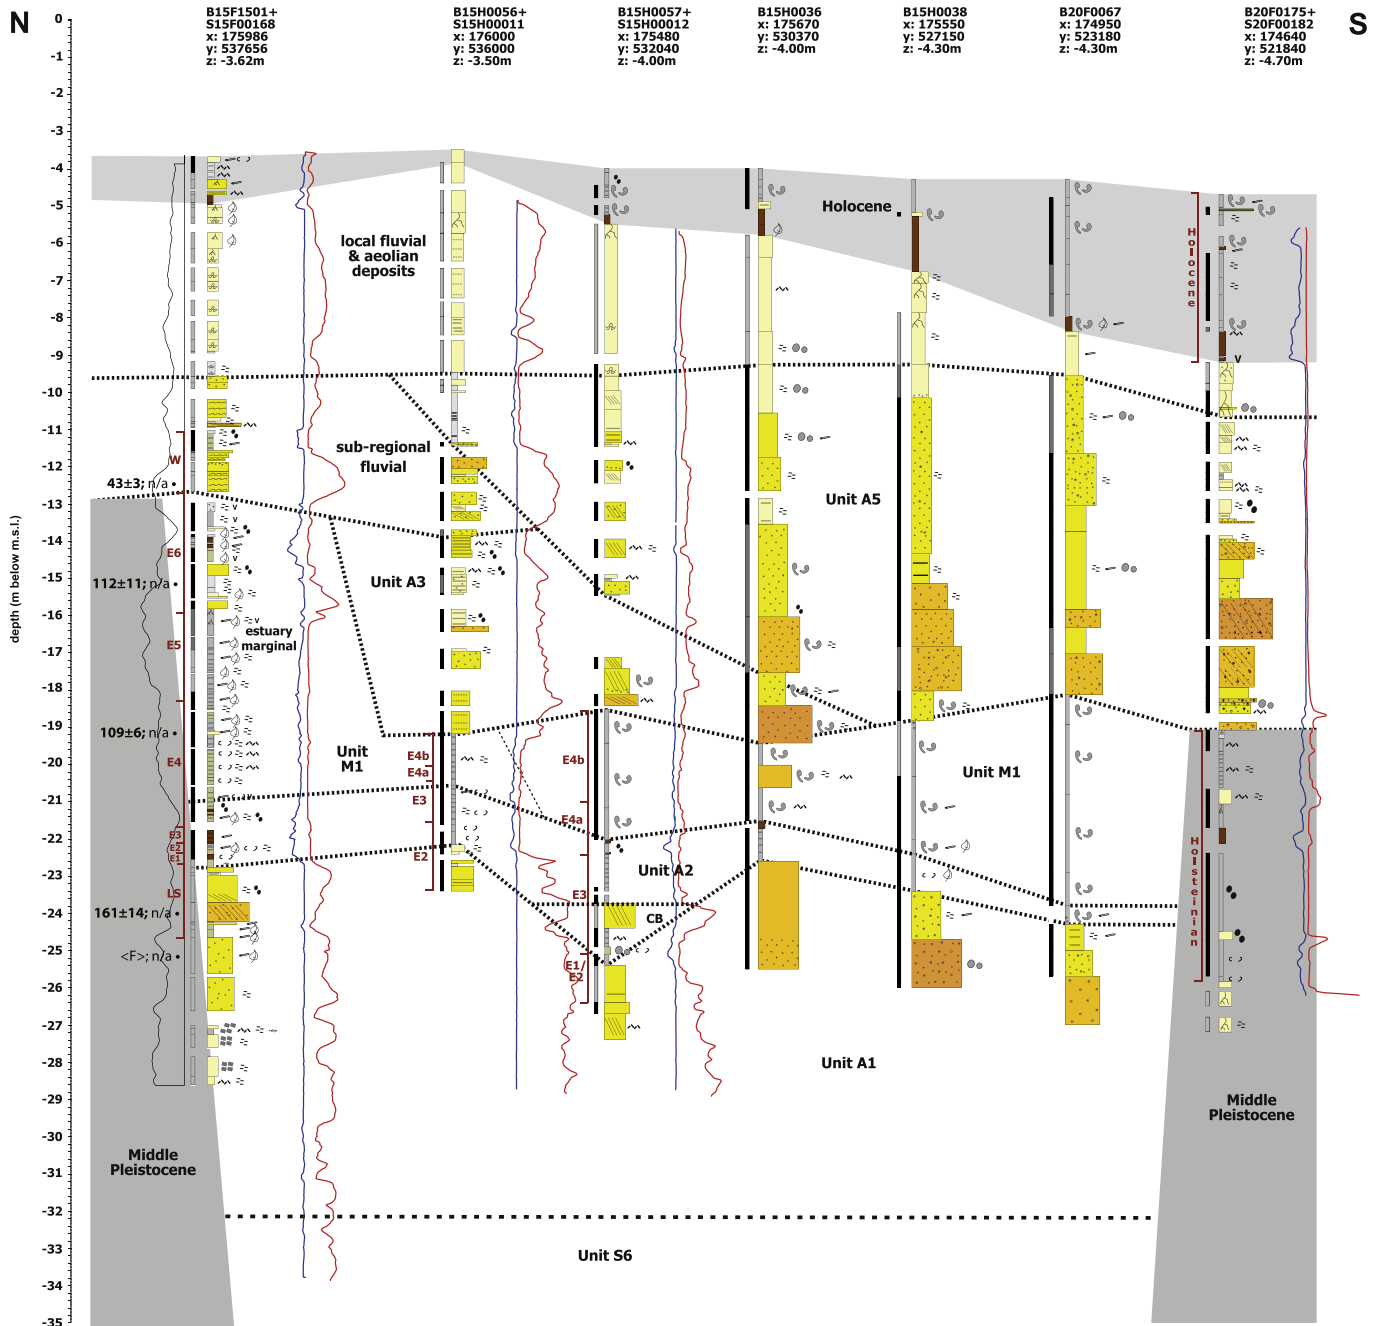 N
B15F1501+
S15F00168
x: 175986
y: 537656
z: -3.62m
B15H0056+
S15H00011
x: 176000
y: 536000
z: -3.50m
B15H0057+
S15H00012
x: 175480
y: 532040
z: -4.00m
B15H0036
x: 175670
y: 530370
z: -4.00m
B15H0038
x: 175550
y: 527150
z: -4.30m
B20F0067
x: 174950
y: 523180
z: -4.30m
B20F0175+
S20F00182
x: 174640
y: 521840
z: -4.70m
S
depth (m below m.s.l.)
0
-1
-2
-3
-4
-5
-6
-7
-8
-9
-10
-11
-12
-13
-14
-15
-16
-17
-18
-19
-20
-21
-22
-23
-24
-25
-26
-27
-28
-29
-30
-31
-32
-33
-34
-35
Holocene
local fluvial
& aeolian
deposits
Holocene
sub-regional
fluvial
Unit A5
W
43±3; n/a
v
v
v
E6
112±11; n/a
Unit A3
v
estuary
marginal
E5
109±6; n/a
E4
Unit
M1
E4b
E4a
E3
E2
E4b
E4a
E3
E1/
E2
Unit M1
E3
E2
E1
LS
161±14; n/a
<F>; n/a
Unit A2
CB
v
Holsteinian
Unit A1
Middle
Pleistocene
Middle
Pleistocene
Unit S6